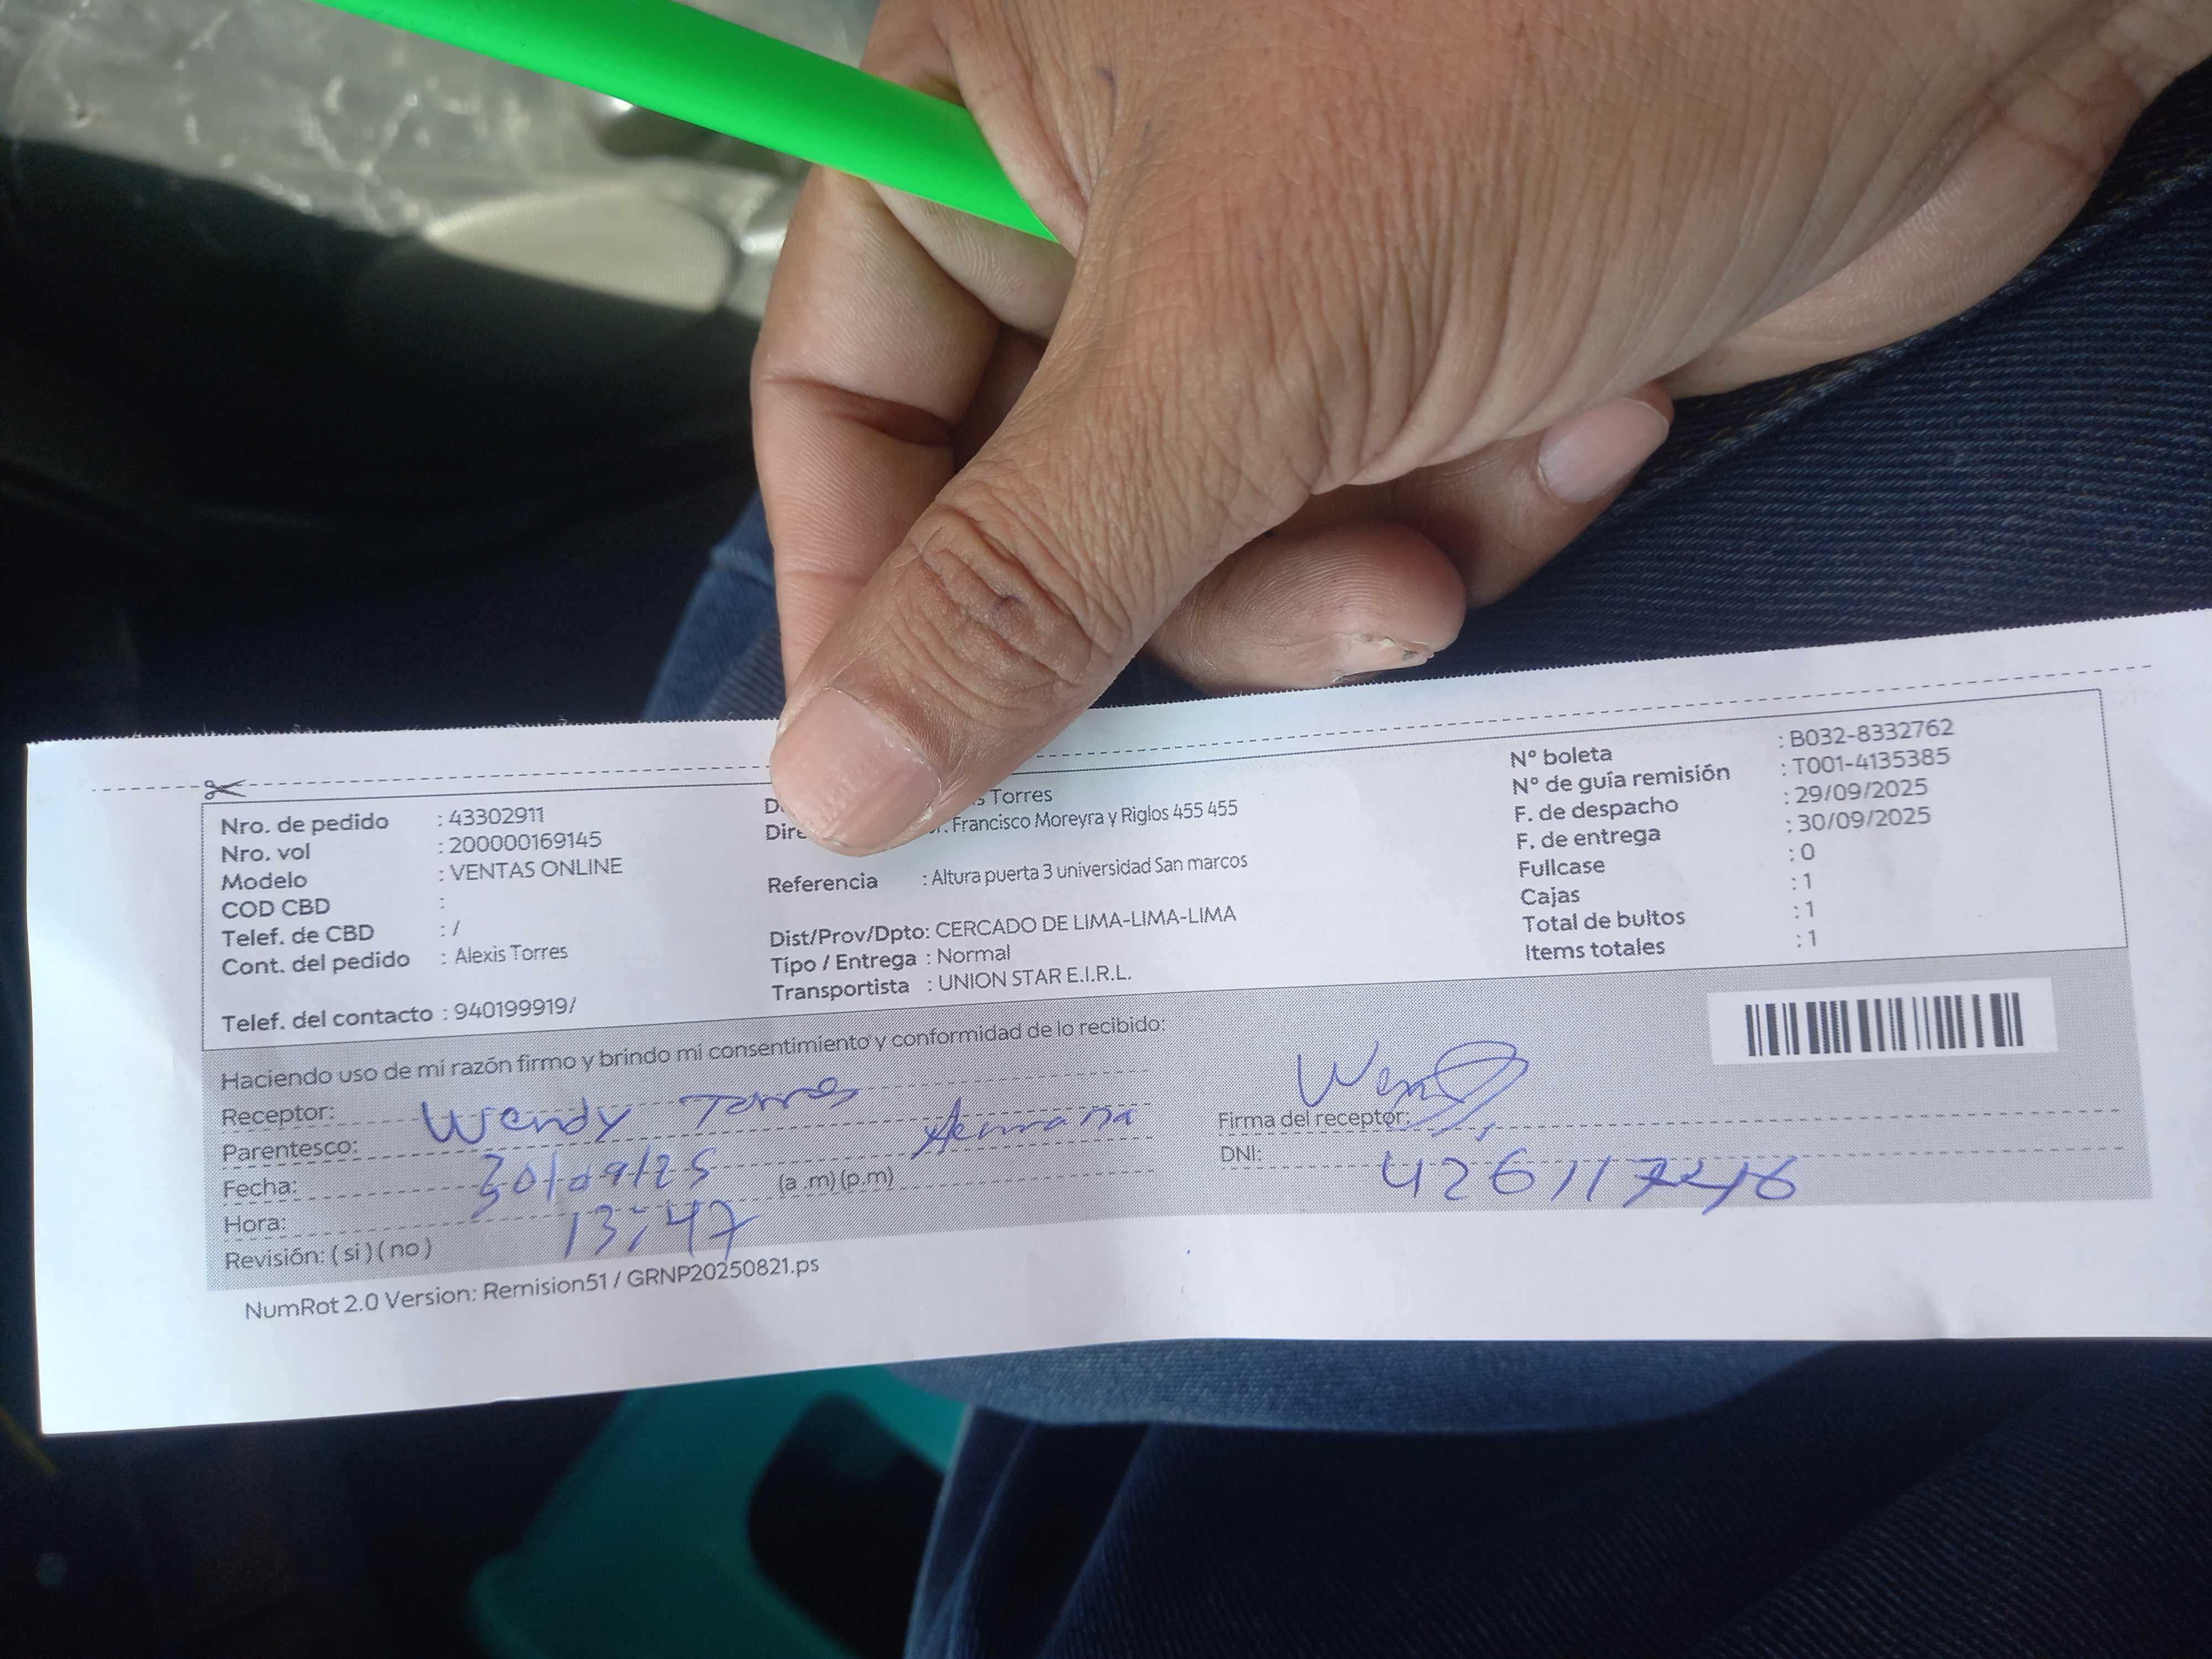 Nro. de pedido : 43302911
Nro. vol : 200000169145
Modelo : VENTAS ONLINE
COD CBD :
Telef. de CBD : /
Cont. del pedido : Alexis Torres
Telef. del contacto : 940199919/
Torres
Francisco Moreyra y Riglos 455 455
Referencia : Altura puerta 3 universidad San marcos
Dist/Prov/Dpto: CERCADO DE LIMA-LIMA-LIMA
Tipo / Entrega : Normal
Transportista : UNION STAR E.I.R.L.
N° boleta : B032-8332762
N° de guía remisión : T001-4135385
F. de despacho : 29/09/2025
F. de entrega : 30/09/2025
Fullcase : 0
Cajas : 1
Total de bultos : 1
Items totales : 1
Haciendo uso de mi razón firmo y brindo mi consentimiento y conformidad de lo recibido:
Receptor: Wendy Torres
Parentesco: Hermana
Fecha: 30/09/25 (a .m) (p.m)
Hora: 13:47
Revisión: ( si ) ( no )
Firma del receptor: Wendy
DNI:
NumRot 2.0 Version: Remision51 / GRNP20250821.ps